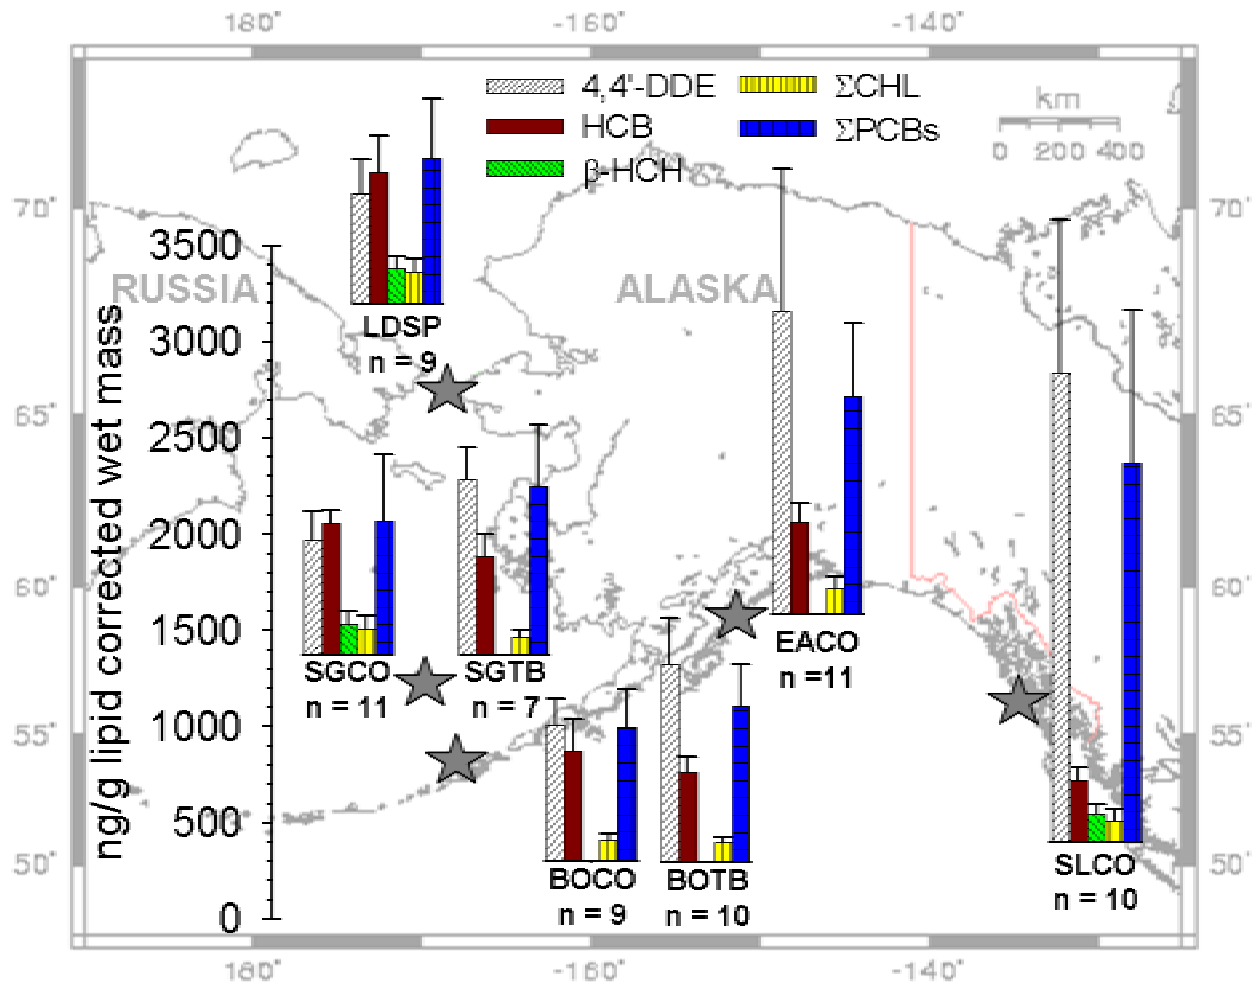 180° -160° -140°
4,4'-DDE ΣCHL
HCB ΣPCBs
β-HCH
km
0 200 400
70° 70°
65° 65°
60° 60°
55° 55°
50° 50°
RUSSIA ALASKA
ng/g lipid corrected wet mass
3500
3000
2500
2000
1500
1000
500
0
LDSP
n = 9
SGCO
n = 11
SGTB
n = 7
EACO
n =11
BOCO
n = 9
BOTB
n = 10
SLCO
n = 10
180° -160° -140°